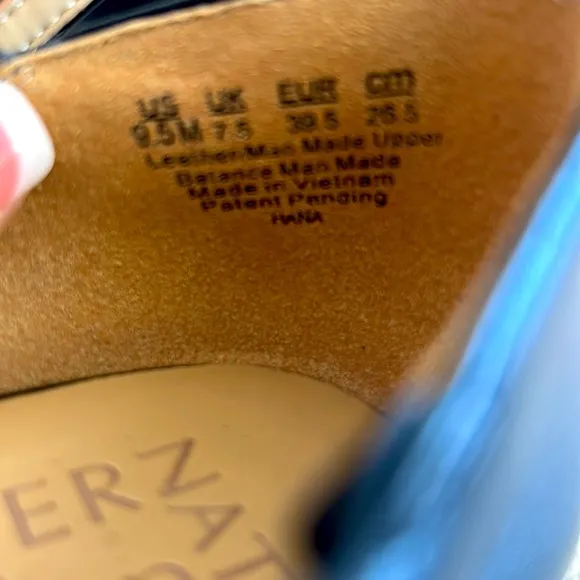 US UK EUR cm
9.5M 7.5 39.5 26.5
Leather/Man Made Upper
Balance Man Made
Made in Vietnam
Patent Pending
HANA
ERNAT